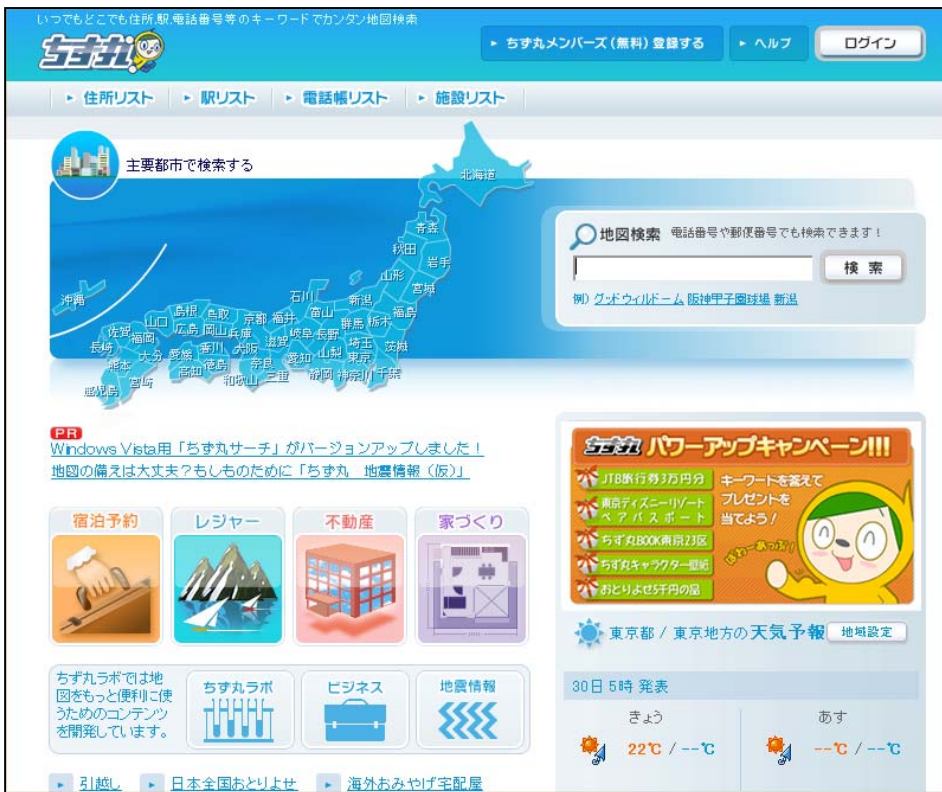 いつでもどこでも住所,駅,電話番号等のキーワードでカンタン地図検索
ちず丸
ちず丸メンバーズ(無料)登録する
ヘルプ
ログイン
住所リスト
駅リスト
電話帳リスト
施設リスト
主要都市で検索する
北海道
青森
秋田
岩手
山形
宮城
石川
新潟
福島
沖縄
島根
鳥取
京都
福井
富山
群馬
栃木
山口
広島
岡山
兵庫
滋賀
岐阜
長野
埼玉
茨城
佐賀
福岡
長崎
大分
愛媛
香川
大阪
奈良
愛知
山梨
東京
熊本
高知
徳島
和歌山
三重
静岡
神奈川
千葉
鹿児島
宮崎
地図検索 電話番号や郵便番号でも検索できます!
検 索
例) グッドウィルドーム 阪神甲子園球場 新潟
PR
Windows Vista用「ちず丸サーチ」がバージョンアップしました!
地図の備えは大丈夫?もしものために「ちず丸 地震情報(仮)」
宿泊予約
レジャー
不動産
家づくり
ちず丸 パワーアップキャンペーン!!!
JTB旅行券3万円分
東京ディズニーリゾート
ペアパスポート
ちず丸BOOK東京23区
ちず丸キャラクター壁紙
おとりよせ5千円の品
キーワードを答えて
プレゼントを
当てよう!
ぱわーあっぷ!
東京都 / 東京地方の天気予報
地域設定
ちず丸ラボでは地
図をもっと便利に使
うためのコンテンツ
を開発しています。
ちず丸ラボ
ビジネス
地震情報
30日 5時 発表
きょう
あす
22℃ / --℃
--℃ / --℃
引越し
日本全国おとりよせ
海外おみやげ宅配屋